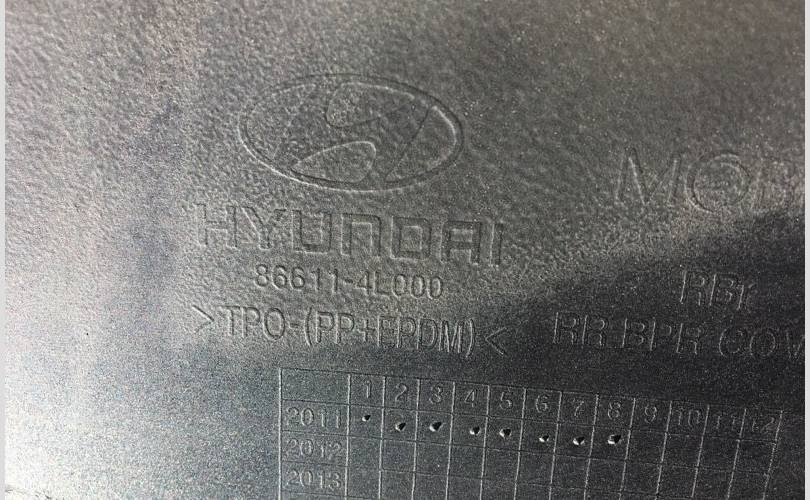 HYUNDAI
86611-4L000
>TPO-(PP+EPDM)<
RBr
RR BPR COV
1 2 3 4 5 6 7 8 9 10 11 12
2011
2012
2013